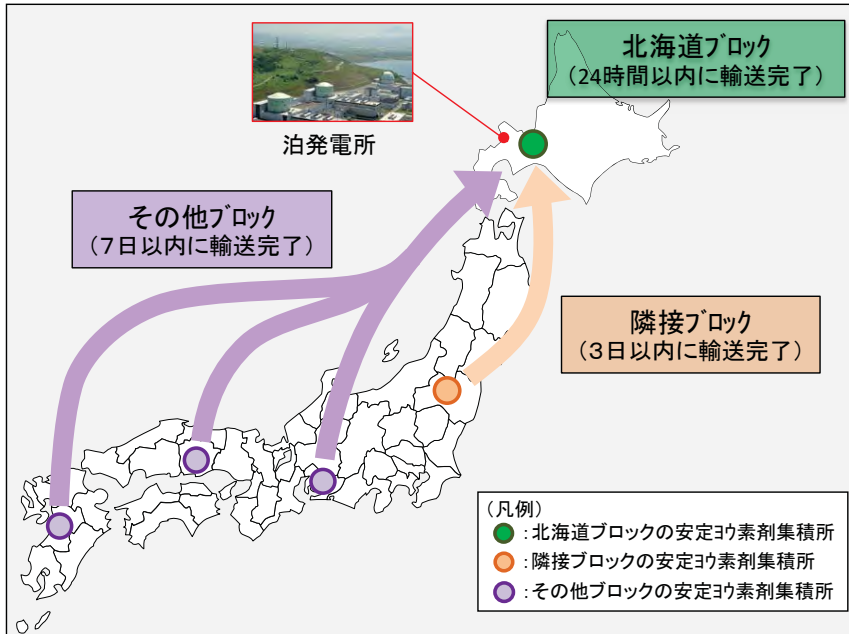 北海道ブロック
（24時間以内に輸送完了）
泊発電所
その他ブロック
（７日以内に輸送完了）
隣接ブロック
（３日以内に輸送完了）
（凡例）
：北海道ブロックの安定ヨウ素剤集積所
：隣接ブロックの安定ヨウ素剤集積所
：その他ブロックの安定ヨウ素剤集積所